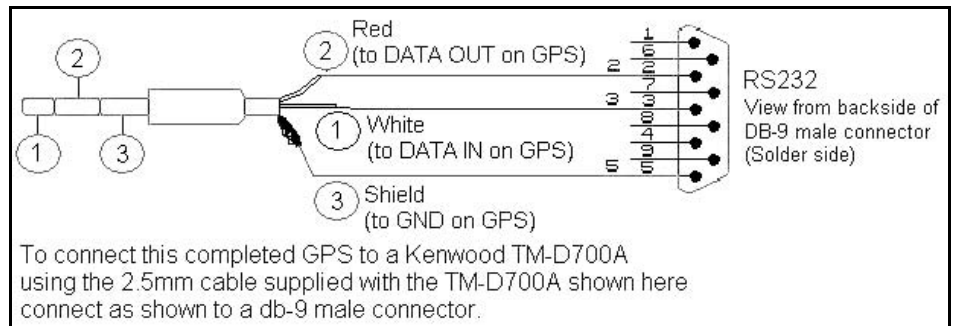 Red
(to DATA OUT on GPS)
2
2
1
3
1
White
(to DATA IN on GPS)
3
Shield
(to GND on GPS)
1
6
2 2
7
3 3
8
4
9
5 5
RS232
View from backside of
DB-9 male connector
(Solder side)
To connect this completed GPS to a Kenwood TM-D700A
using the 2.5mm cable supplied with the TM-D700A shown here
connect as shown to a db-9 male connector.